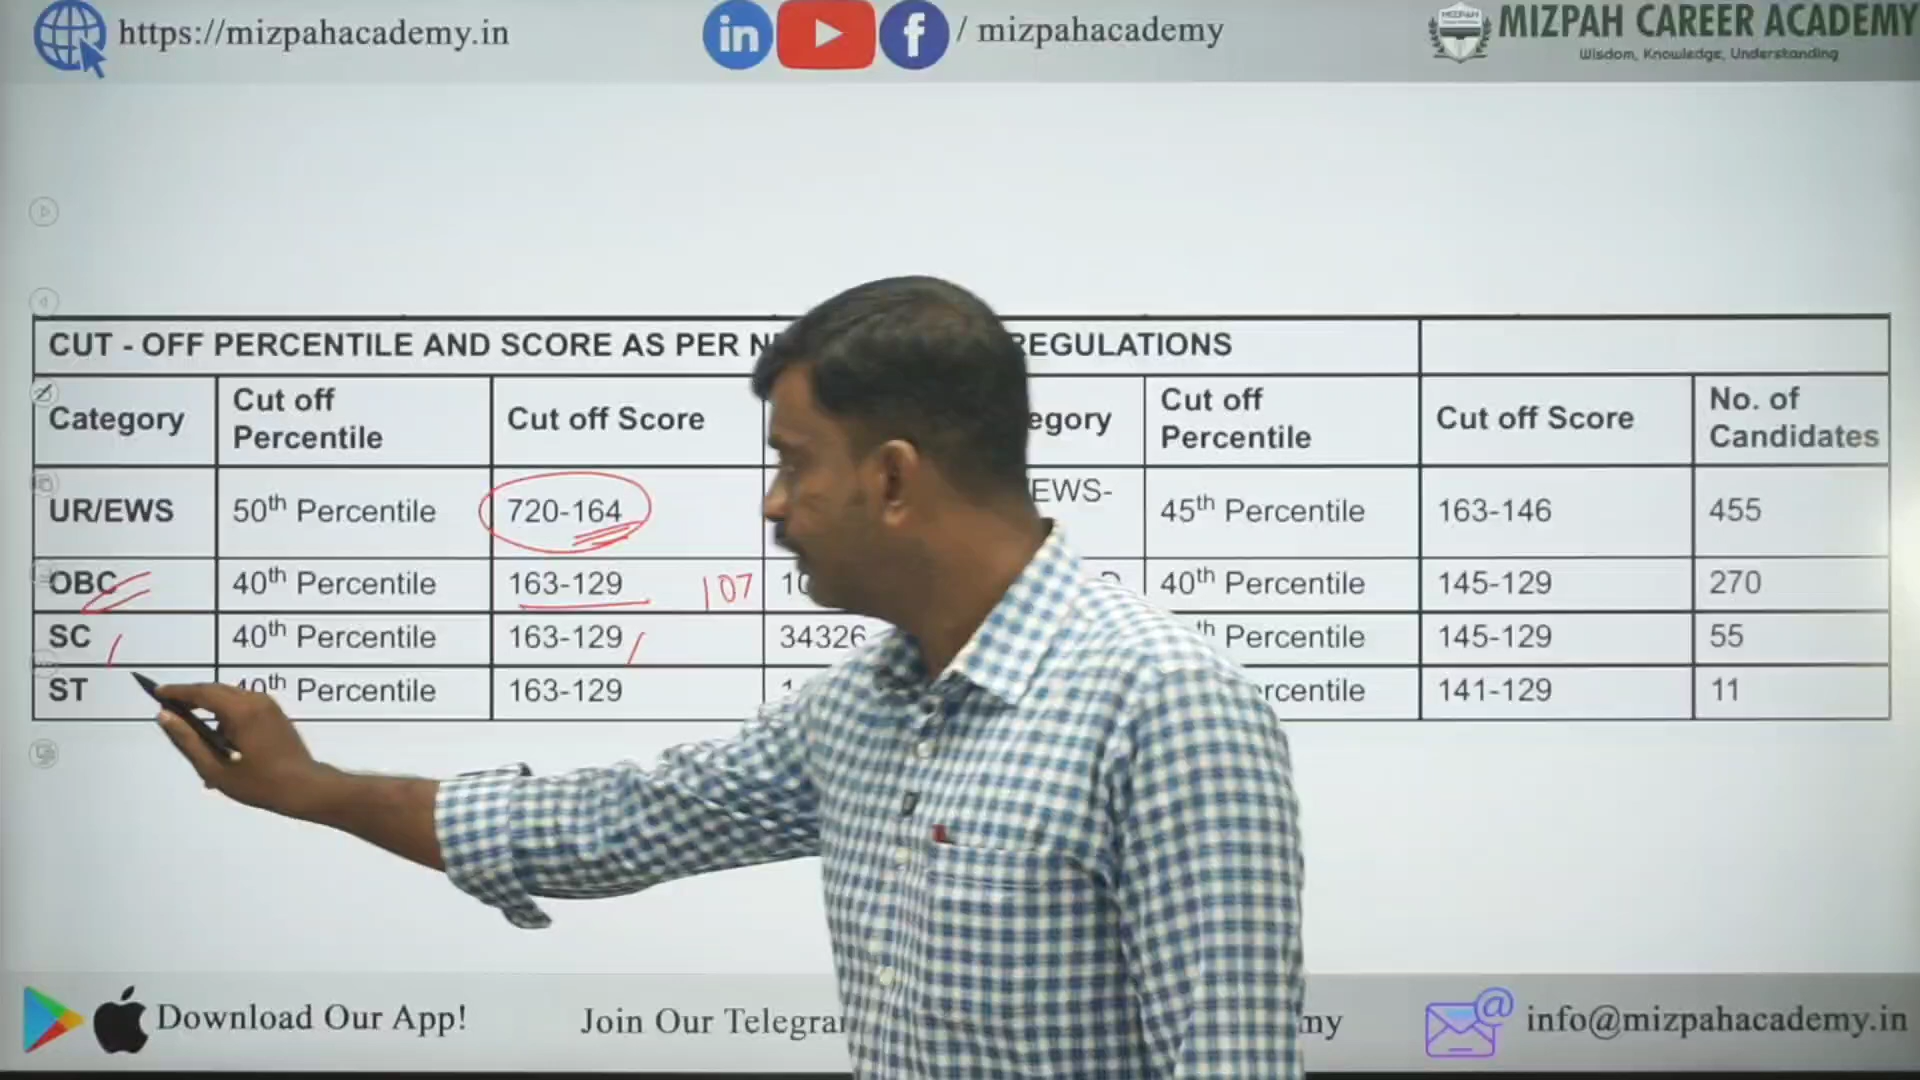 https://mizpahacademy.in
in f / mizpahacademy
MIZPAH CAREER ACADEMY
Wisdom, Knowledge, Understanding
CUT - OFF PERCENTILE AND SCORE AS PER REGULATIONS
Category Cut off Percentile Cut off Score Cut off Percentile Cut off Score No. of Candidates
UR/EWS 50th Percentile 720-164 EWS- 45th Percentile 163-146 455
OBC 40th Percentile 163-129 107 40th Percentile 145-129 270
SC 40th Percentile 163-129 34326 Percentile 145-129 55
ST 40th Percentile 163-129 141-129 11
Download Our App!
Join Our
info@mizpahacademy.in